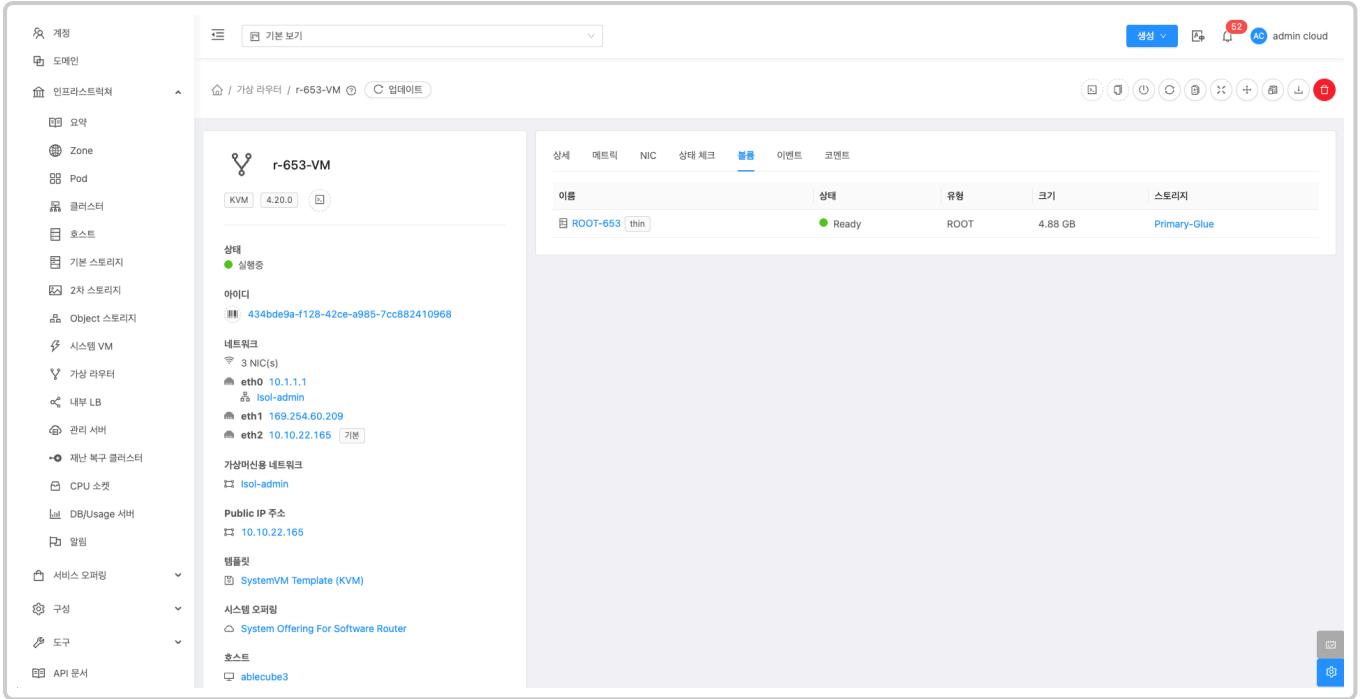 계정
도메인
인프라스트럭쳐
요약
Zone
Pod
클러스터
호스트
기본 스토리지
2차 스토리지
Object 스토리지
시스템 VM
가상 라우터
내부 LB
관리 서버
재난 복구 클러스터
CPU 소켓
DB/Usage 서버
알림
서비스 오퍼링
구성
도구
API 문서
기본 보기
생성
52
AC admin cloud
/ 가상 라우터 / r-653-VM 업데이트
r-653-VM
KVM 4.20.0
상태
실행중
아이디
434bde9a-f128-42ce-a985-7cc882410968
네트워크
3 NIC(s)
eth0 10.1.1.1
Isol-admin
eth1 169.254.60.209
eth2 10.10.22.165 기본
가상머신용 네트워크
Isol-admin
Public IP 주소
10.10.22.165
템플릿
SystemVM Template (KVM)
시스템 오퍼링
System Offering For Software Router
호스트
ablecube3
상세 메트릭 NIC 상태 체크 볼륨 이벤트 코멘트
이름 상태 유형 크기 스토리지
ROOT-653 thin Ready ROOT 4.88 GB Primary-Glue